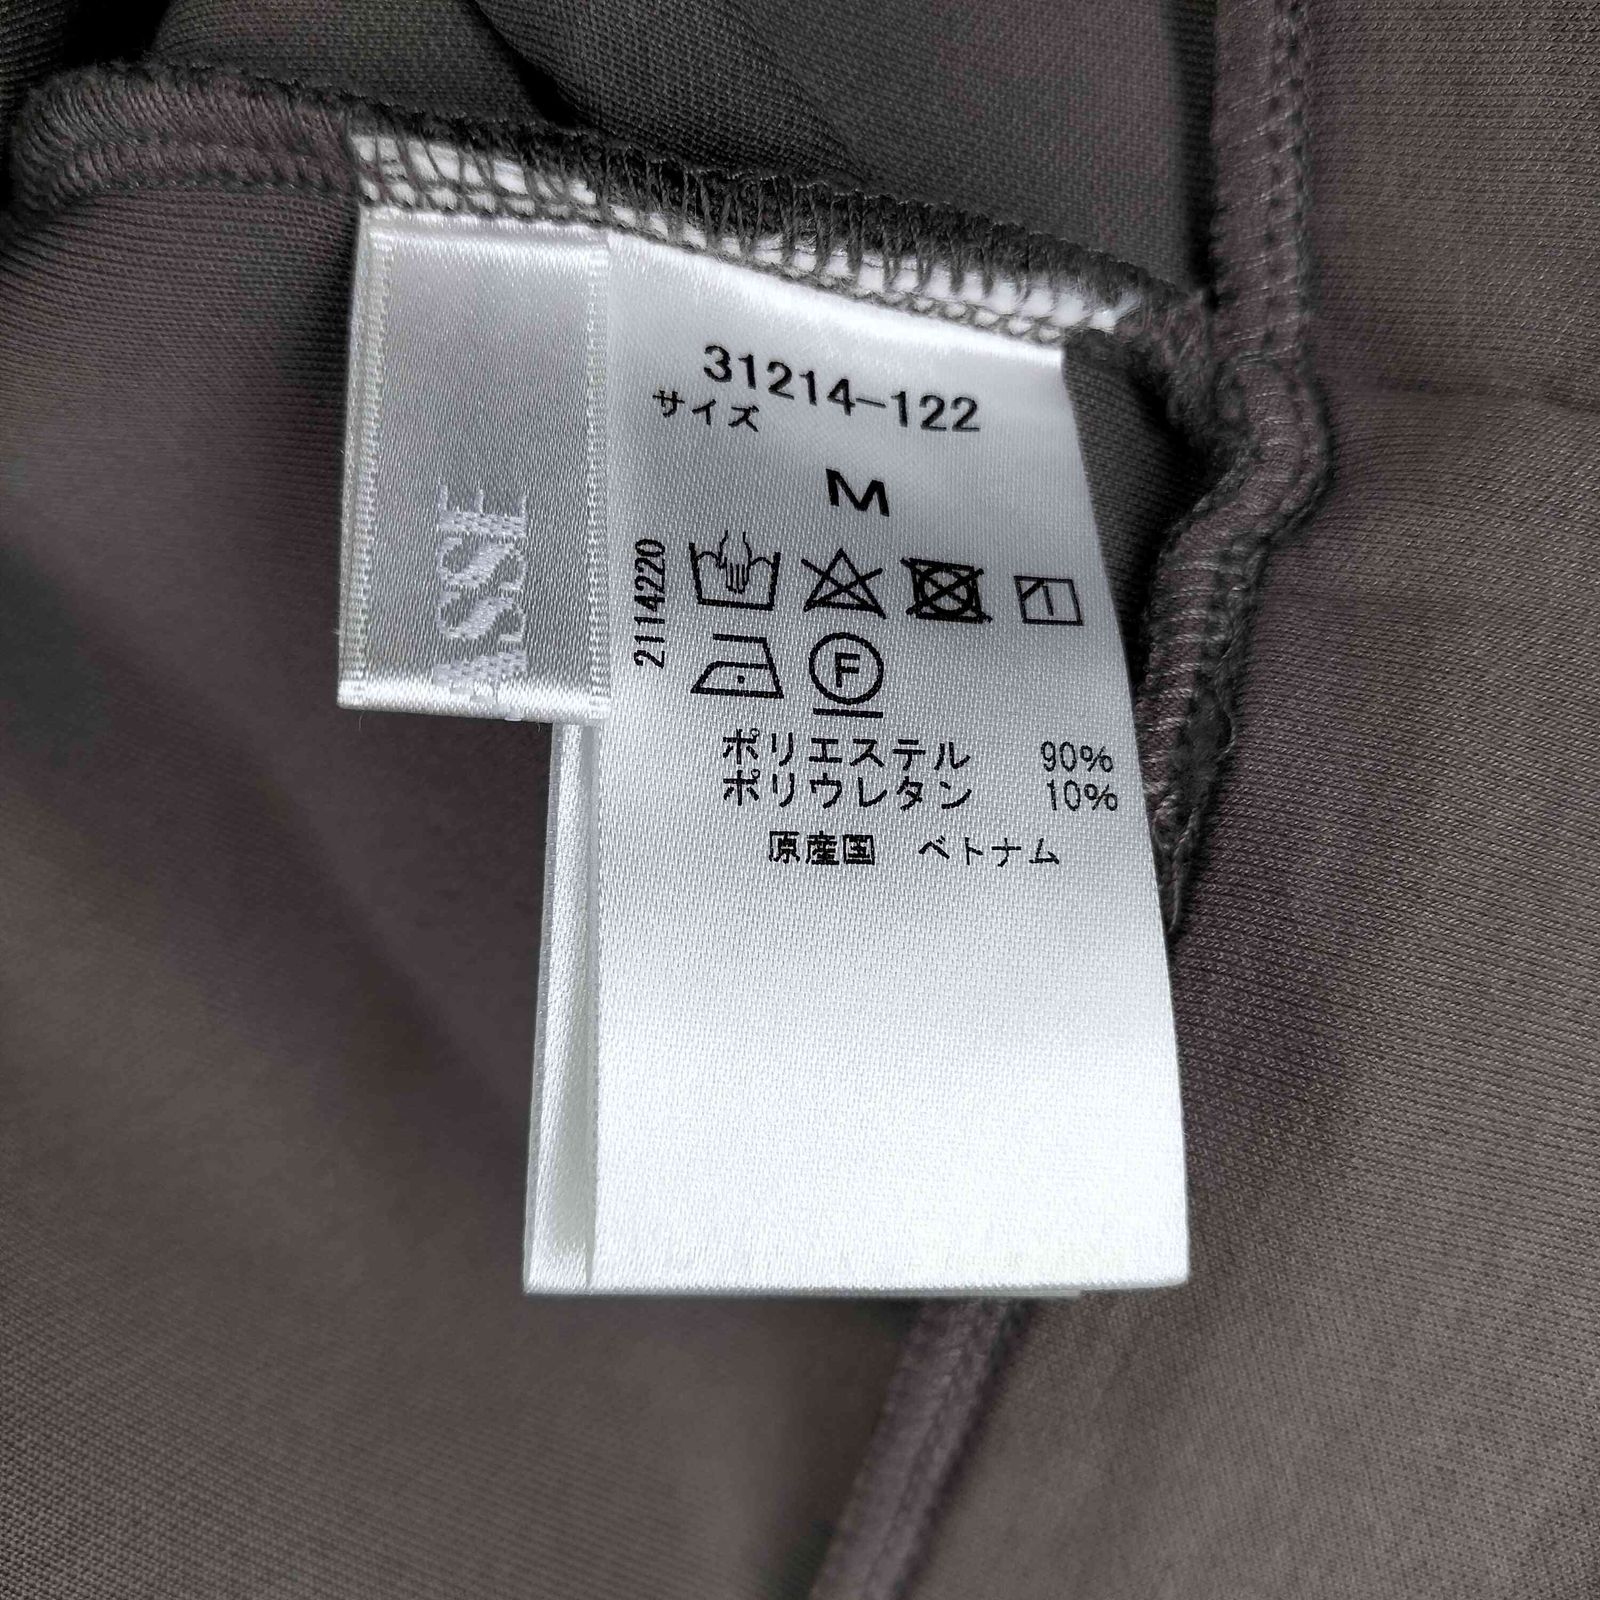 31214-122
サイズ
M
2114220
F
ポリエステル 90%
ポリウレタン 10%
原産国 ベトナム